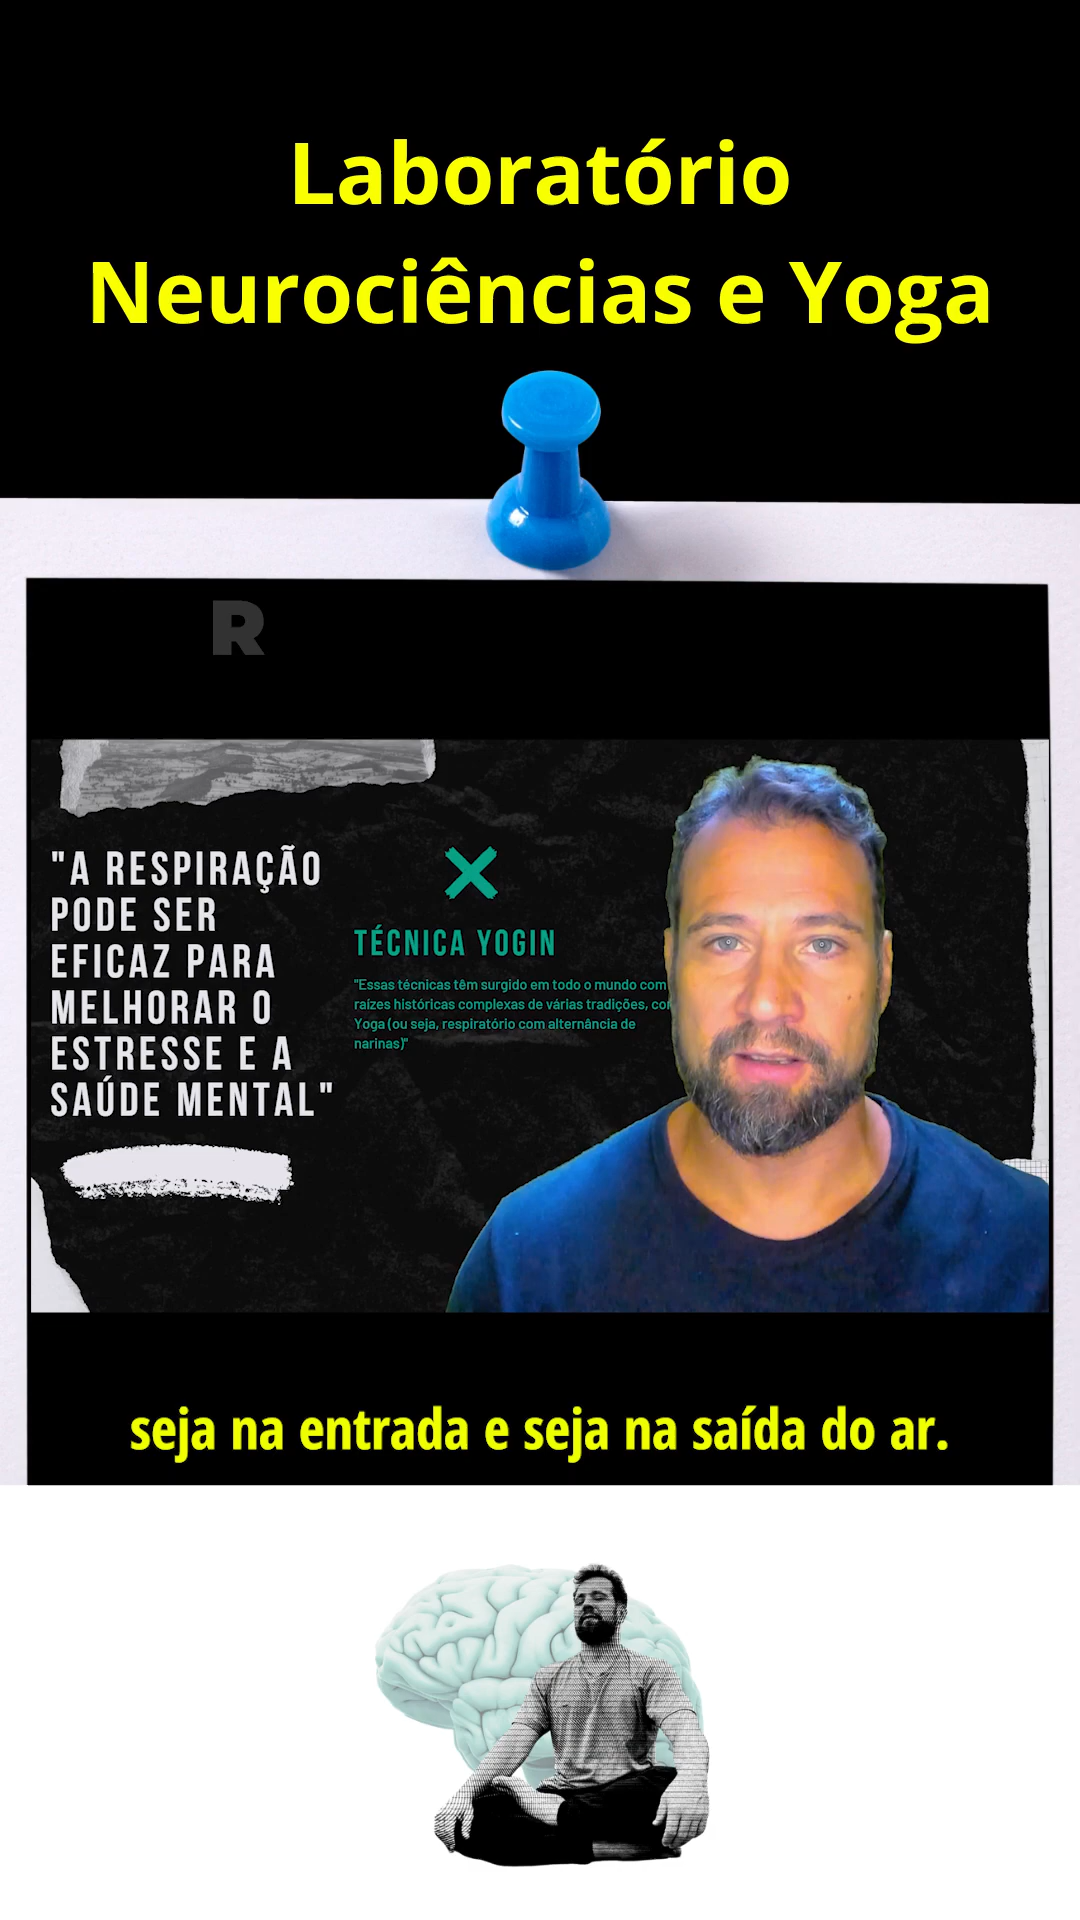 Laboratório
Neurociências e Yoga
R
"A RESPIRAÇÃO
PODE SER
EFICAZ PARA
MELHORAR O
ESTRESSE E A
SAÚDE MENTAL"
TÉCNICA YOGIN
"Essas técnicas têm surgido em todo o mundo com
raízes históricas complexas de várias tradições,
Yoga (ou seja, respiratório com alternância de
narinas)"
seja na entrada e seja na saída do ar.